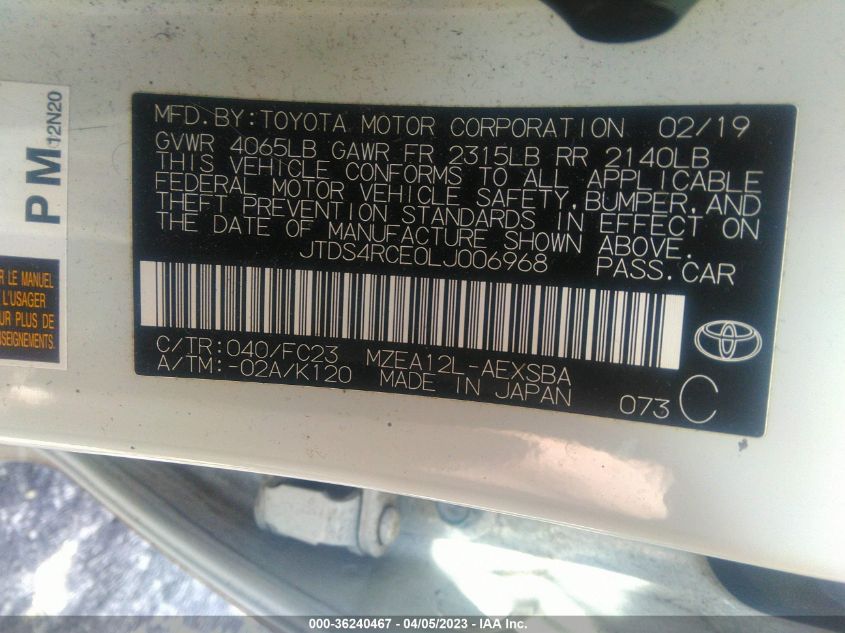 MFD. BY: TOYOTA MOTOR CORPORATION 02/19
GVWR 4065LB GAWR FR 2315LB RR 2140LB
THIS VEHICLE CONFORMS TO ALL APPLICABLE
FEDERAL MOTOR VEHICLE SAFETY, BUMPER, AND
THEFT PREVENTION STANDARDS IN EFFECT ON
THE DATE OF MANUFACTURE SHOWN ABOVE.
JTDS4RCE0LJ006968 PASS. CAR
C/TR: 040/FC23 MZEA12L-AEXSBA
A/TM: -02A/K120 MADE IN JAPAN
073 C
PM 12N20
R LE MANUEL
L'USAGER
UR PLUS DE
SEIGNEMENTS.
000-36240467 - 04/05/2023 - IAA Inc.